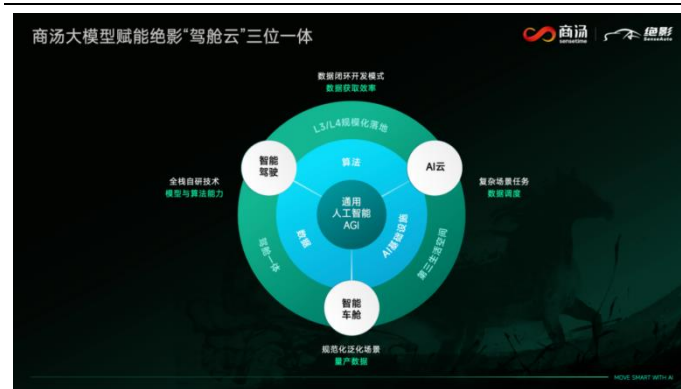 商汤大模型赋能绝影“驾舱云”三位一体
商汤
sensetime
绝影
SenseAuto
数据闭环开发模式
数据获取效率
L3/L4规模化落地
智能
驾驶
算法
AI云
全栈自研技术
模型与算法能力
复杂场景任务
数据调度
通用
人工智能
AGI
数据
AI基础设施
驾舱一体
第三生活空间
智能
车舱
规范化泛化场景
量产数据
MOVE SMART WITH AI